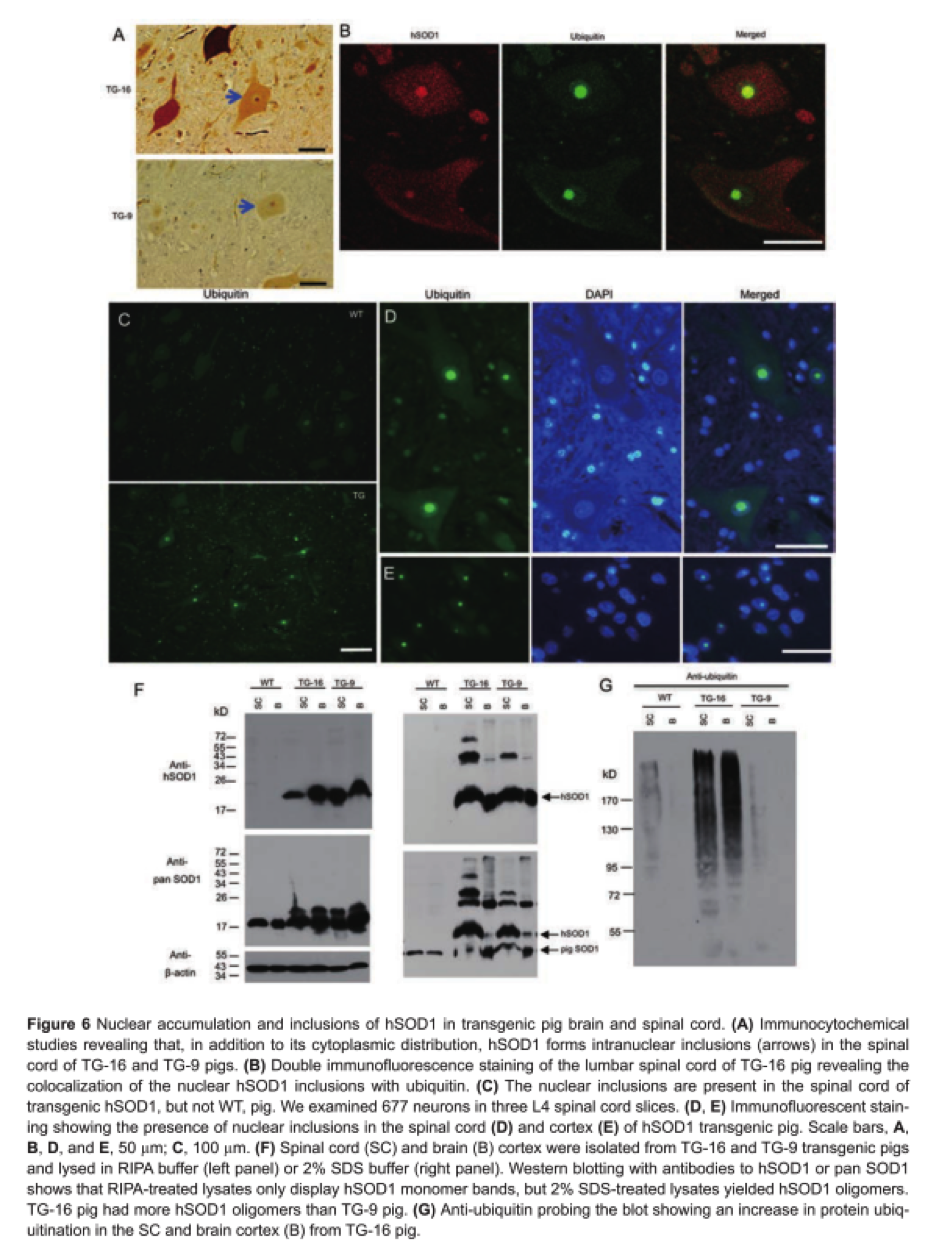 A
TG-16
TG-9
B
hSOD1 Ubiquitin Merged
Ubiquitin
C
WT
TG
Ubiquitin DAPI Merged
D
E
F
WT TG-16 TG-9
SC B SC B SC B
kD
72
55
43
34
26
17
Anti-
hSOD1
72
55
43
34
26
17
Anti-
pan SOD1
55
43
34
Anti-
β-actin
WT TG-16 TG-9
SC B SC B SC B
hSOD1
hSOD1
pig SOD1
G
Anti-ubiquitin
WT TG-16 TG-9
SC B SC B SC B
kD
170
130
95
72
55
Figure 6 Nuclear accumulation and inclusions of hSOD1 in transgenic pig brain and spinal cord. (A) Immunocytochemical
studies revealing that, in addition to its cytoplasmic distribution, hSOD1 forms intranuclear inclusions (arrows) in the spinal
cord of TG-16 and TG-9 pigs. (B) Double immunofluorescence staining of the lumbar spinal cord of TG-16 pig revealing the
colocalization of the nuclear hSOD1 inclusions with ubiquitin. (C) The nuclear inclusions are present in the spinal cord of
transgenic hSOD1, but not WT, pig. We examined 677 neurons in three L4 spinal cord slices. (D, E) Immunofluorescent stain-
ing showing the presence of nuclear inclusions in the spinal cord (D) and cortex (E) of hSOD1 transgenic pig. Scale bars, A,
B, D, and E, 50 μm; C, 100 μm. (F) Spinal cord (SC) and brain (B) cortex were isolated from TG-16 and TG-9 transgenic pigs
and lysed in RIPA buffer (left panel) or 2% SDS buffer (right panel). Western blotting with antibodies to hSOD1 or pan SOD1
shows that RIPA-treated lysates only display hSOD1 monomer bands, but 2% SDS-treated lysates yielded hSOD1 oligomers.
TG-16 pig had more hSOD1 oligomers than TG-9 pig. (G) Anti-ubiquitin probing the blot showing an increase in protein ubiq-
uitination in the SC and brain cortex (B) from TG-16 pig.